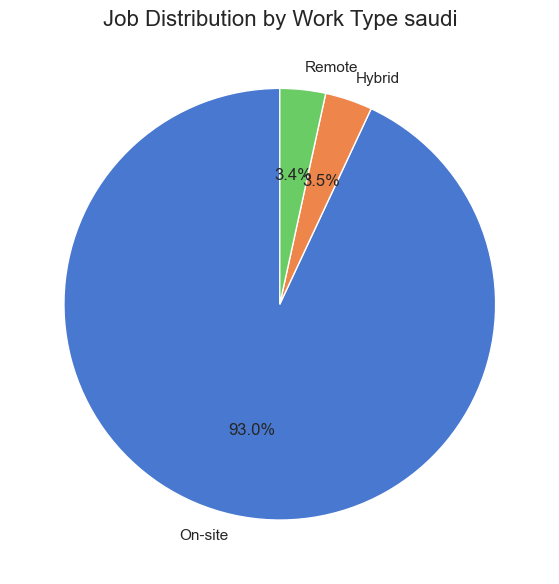 Job Distribution by Work Type saudi
Remote
Hybrid
3.4%
3.5%
93.0%
On-site